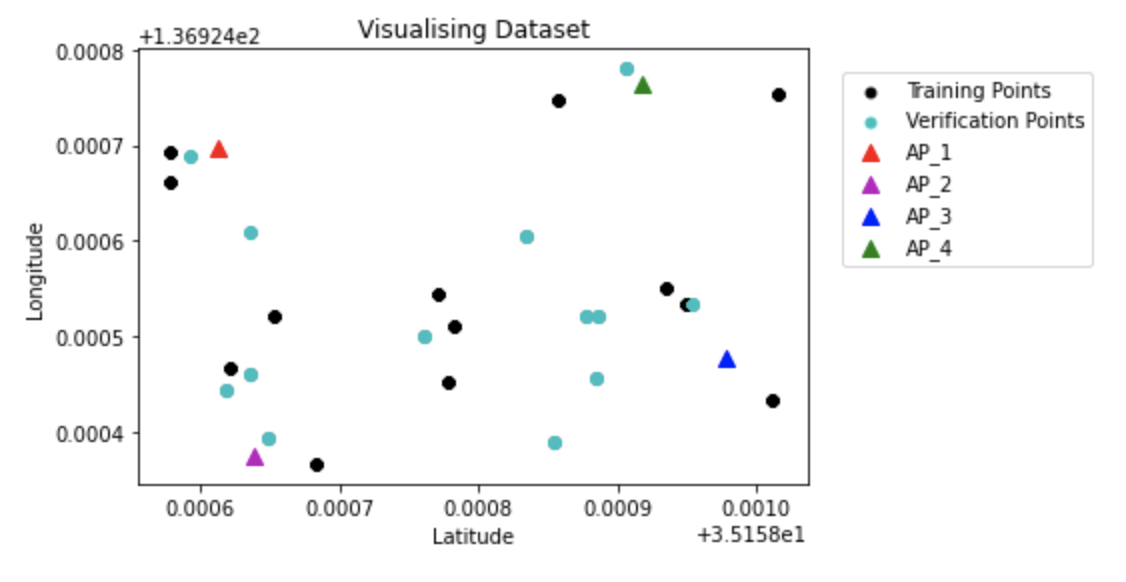 Visualising Dataset
+1.36924e2
0.0008
0.0007
0.0006
0.0005
0.0004
Longitude
0.0006 0.0007 0.0008 0.0009 0.0010
Latitude
+3.5158e1
Training Points
Verification Points
AP_1
AP_2
AP_3
AP_4